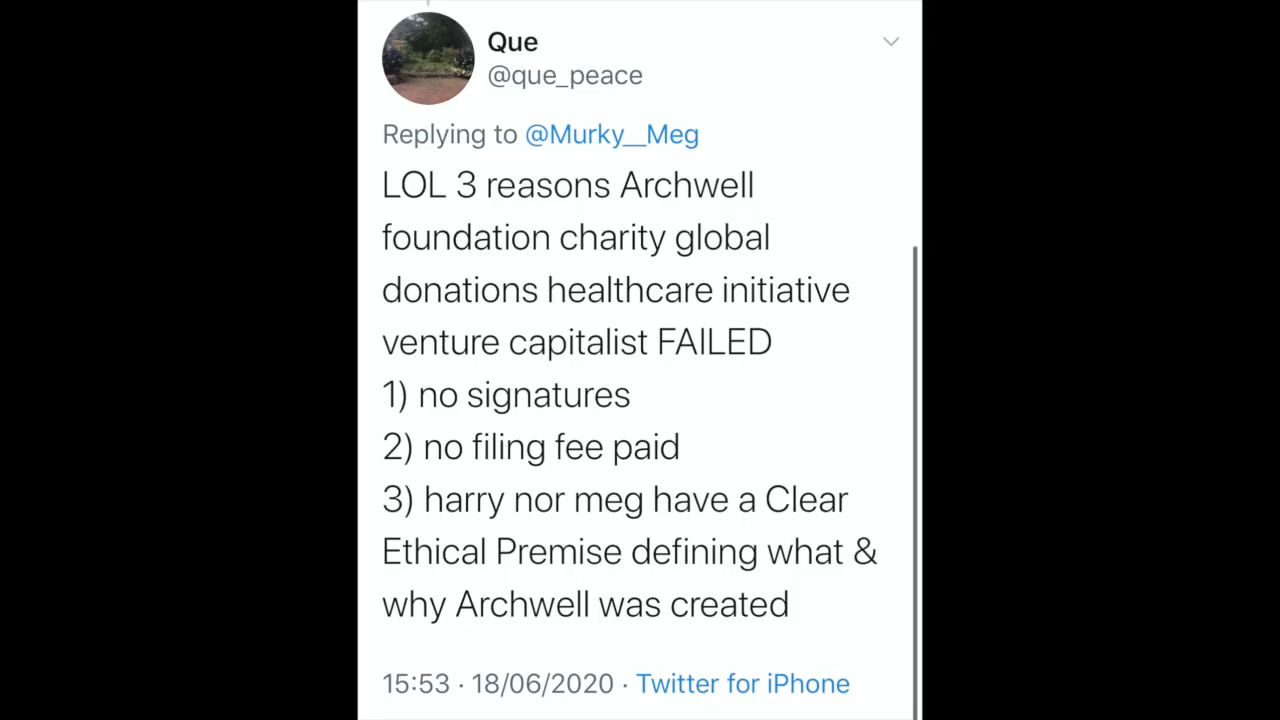 Que
@que_peace
Replying to @Murky__Meg
LOL 3 reasons Archwell
foundation charity global
donations healthcare initiative
venture capitalist FAILED
1) no signatures
2) no filing fee paid
3) harry nor meg have a Clear
Ethical Premise defining what &
why Archwell was created
15:53 · 18/06/2020 · Twitter for iPhone